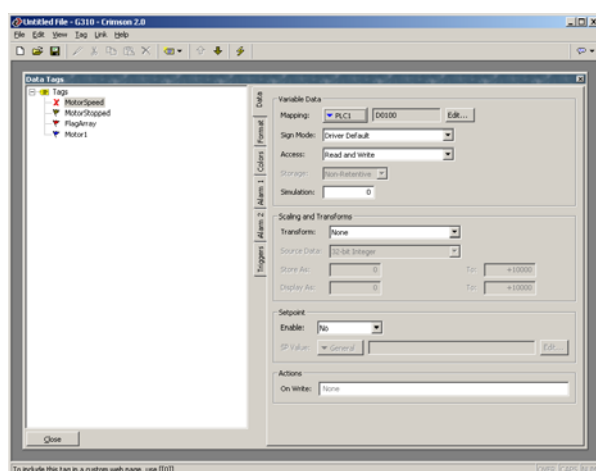 Untitled File - G310 - Crimson 2.0
File Edit View Tag Link Help
Data Tags
Tags
MotorSpeed
MotorStopped
FlagArray
Motor1
Data
Format
Colors
Alarm 1
Alarm 2
Triggers
Variable Data
Mapping: PLC1 D0100 Edit...
Sign Mode: Driver Default
Access: Read and Write
Storage: Non-Retentive
Simulation: 0
Scaling and Transforms
Transform: None
Source Data: 32-bit Integer
Store As: 0 To: +10000
Display As: 0 To: +10000
Setpoint
Enable: No
SP Value: General Edit...
Actions
On Write: None
Close
To include this tag in a custom web page, use [[0]]
OVER CAPS NUM